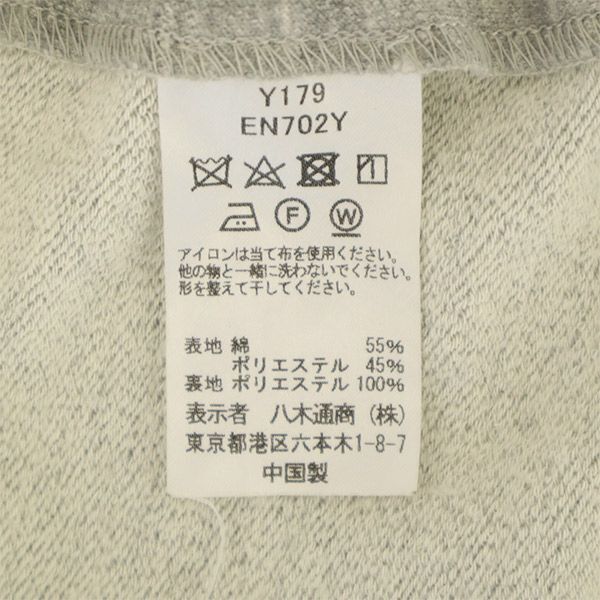 Y179
EN702Y
F W
アイロンは当て布を使用ください。
他の物と一緒に洗わないでください。
形を整えて干してください。
表地 綿 55%
ポリエステル 45%
裏地 ポリエステル 100%
表示者 八木通商（株）
東京都港区六本木1-8-7
中国製